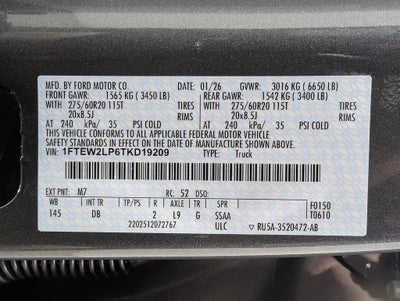 MFD. BY FORD MOTOR CO. 01/26 GVWR: 3016 KG (6650 LB)
FRONT GAWR: 1565 KG (3450 LB) REAR GAWR: 1542 KG (3400 LB)
WITH 275/60R20 115T TIRES WITH 275/60R20 115T TIRES
20x8.5J 20x8.5J
AT 240 kPa/ 35 PSI COLD AT 240 kPa/ 35 PSI COLD
THIS VEHICLE CONFORMS TO ALL APPLICABLE FEDERAL MOTOR VEHICLE
SAFETY AND THEFT PREVENTION STANDARDS IN EFFECT ON THE DATE OF
MANUFACTURE SHOWN ABOVE.
VIN: 1FTEW2LP6TKD19209 TYPE: Truck
EXT PNT: M7 RC: 52 DSO:
WB INT TR TP/PS R AXLE TR SPR F0150
145 DB 2 L9 G SSAA T0610
2202512072767 ULC RU5A-3520472-AB